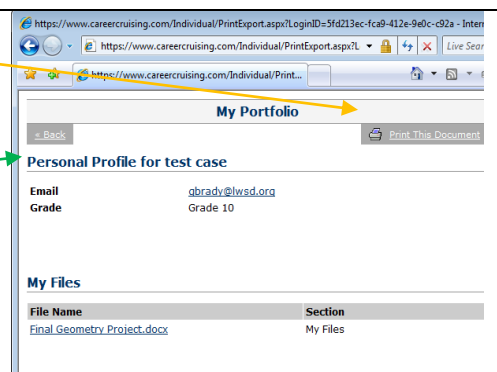 https://www.careercruising.com/Individual/PrintExport.aspx?LoginID=5fd213ec-fca9-412e-9e0c-c92a - Intern
https://www.careercruising.com/Individual/PrintExport.aspx?L
Live Sear
https://www.careercruising.com/Individual/Print...
My Portfolio
« Back
Print This Document
Personal Profile for test case
Email gbrady@lwsd.org
Grade Grade 10
My Files
File Name Section
Final Geometry Project.docx My Files